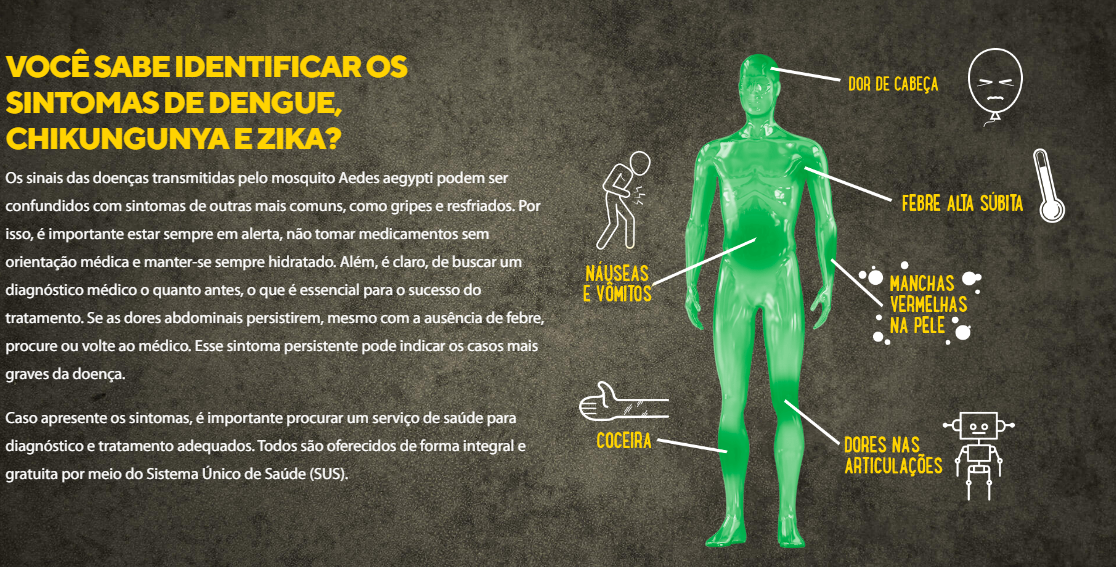 VOCÊ SABE IDENTIFICAR OS
SINTOMAS DE DENGUE,
CHIKUNGUNYA E ZIKA?
Os sinais das doenças transmitidas pelo mosquito Aedes aegypti podem ser
confundidos com sintomas de outras mais comuns, como gripes e resfriados. Por
isso, é importante estar sempre em alerta, não tomar medicamentos sem
orientação médica e manter-se sempre hidratado. Além, é claro, de buscar um
diagnóstico médico o quanto antes, o que é essencial para o sucesso do
tratamento. Se as dores abdominais persistirem, mesmo com a ausência de febre,
procure ou volte ao médico. Esse sintoma persistente pode indicar os casos mais
graves da doença.
Caso apresente os sintomas, é importante procurar um serviço de saúde para
diagnóstico e tratamento adequados. Todos são oferecidos de forma integral e
gratuita por meio do Sistema Único de Saúde (SUS).
DOR DE CABEÇA
FEBRE ALTA SÚBITA
NÁUSEAS
E VÔMITOS
MANCHAS
VERMELHAS
NA PELE
COCEIRA
DORES NAS
ARTICULAÇÕES